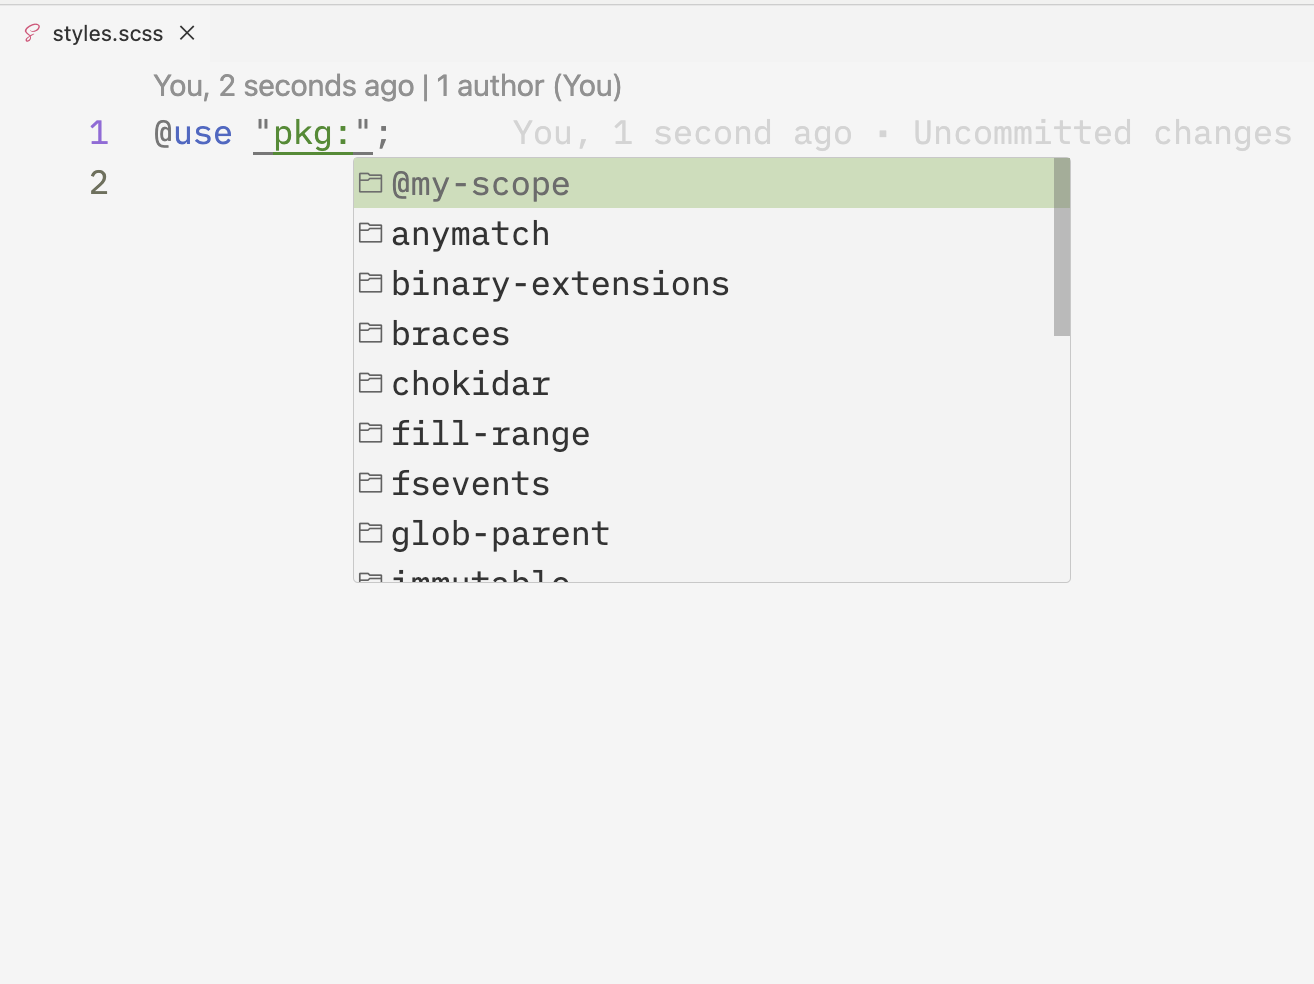 styles.scss
You, 2 seconds ago | 1 author (You)
1 @use "pkg:"; You, 1 second ago • Uncommitted changes
2
@my-scope
anymatch
binary-extensions
braces
chokidar
fill-range
fsevents
glob-parent
immutable